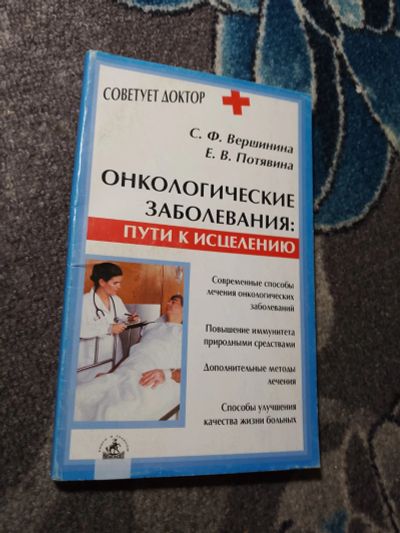 СОВЕТУЕТ ДОКТОР
С. Ф. Вершинина
Е. В. Потявина
ОНКОЛОГИЧЕСКИЕ
ЗАБОЛЕВАНИЯ:
ПУТИ К ИСЦЕЛЕНИЮ
Современные способы
лечения онкологических
заболеваний
Повышение иммунитета
природными средствами
Дополнительные методы
лечения
Способы улучшения
качества жизни больных